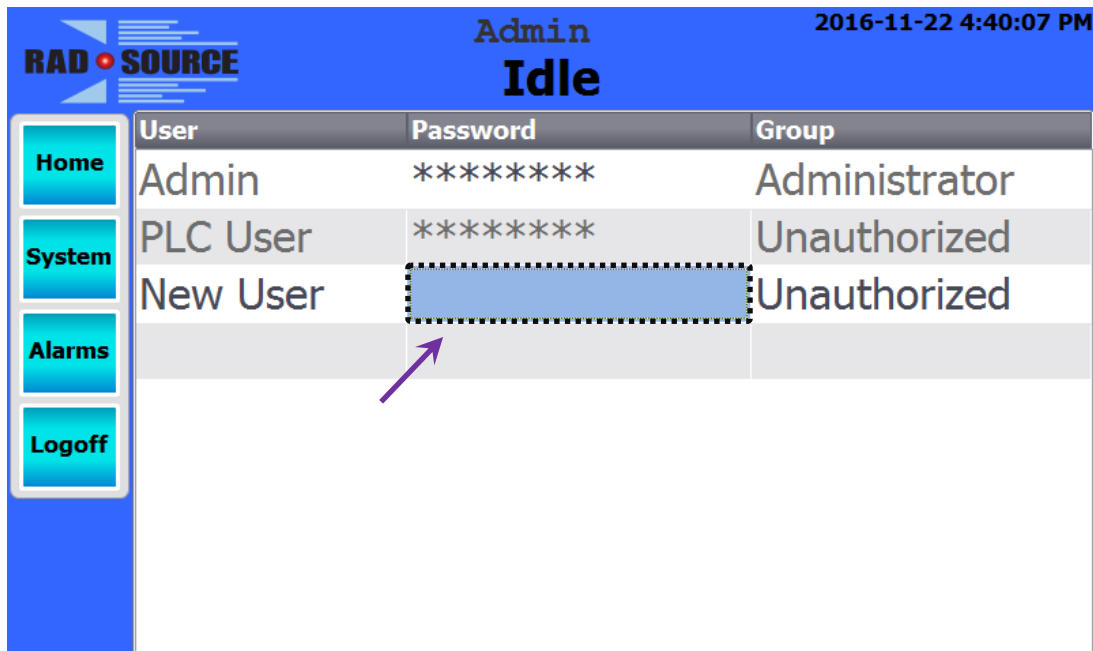 RAD SOURCE
Admin
Idle
2016-11-22 4:40:07 PM
Home
System
Alarms
Logoff
User Password Group
Admin ******** Administrator
PLC User ******** Unauthorized
New User Unauthorized